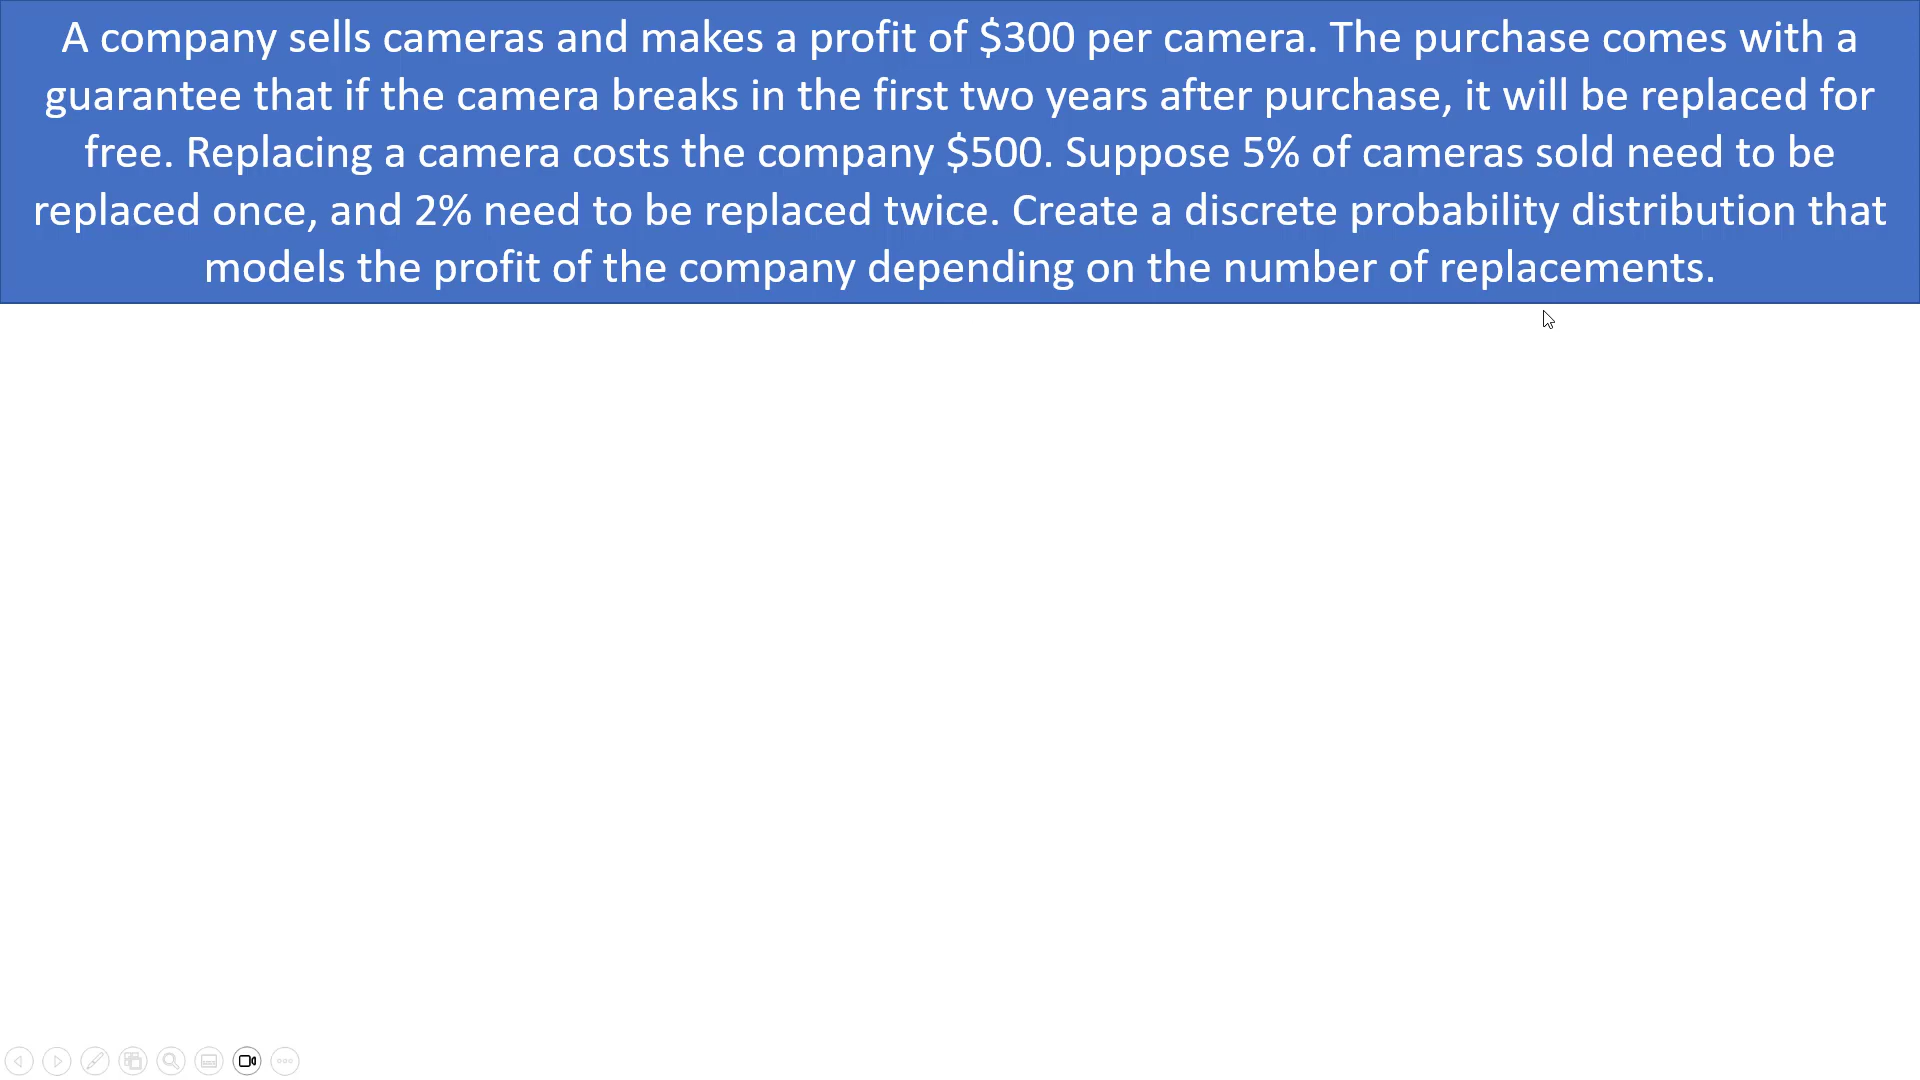 A company sells cameras and makes a profit of $300 per camera. The purchase comes with a
guarantee that if the camera breaks in the first two years after purchase, it will be replaced for
free. Replacing a camera costs the company $500. Suppose 5% of cameras sold need to be
replaced once, and 2% need to be replaced twice. Create a discrete probability distribution that
models the profit of the company depending on the number of replacements.